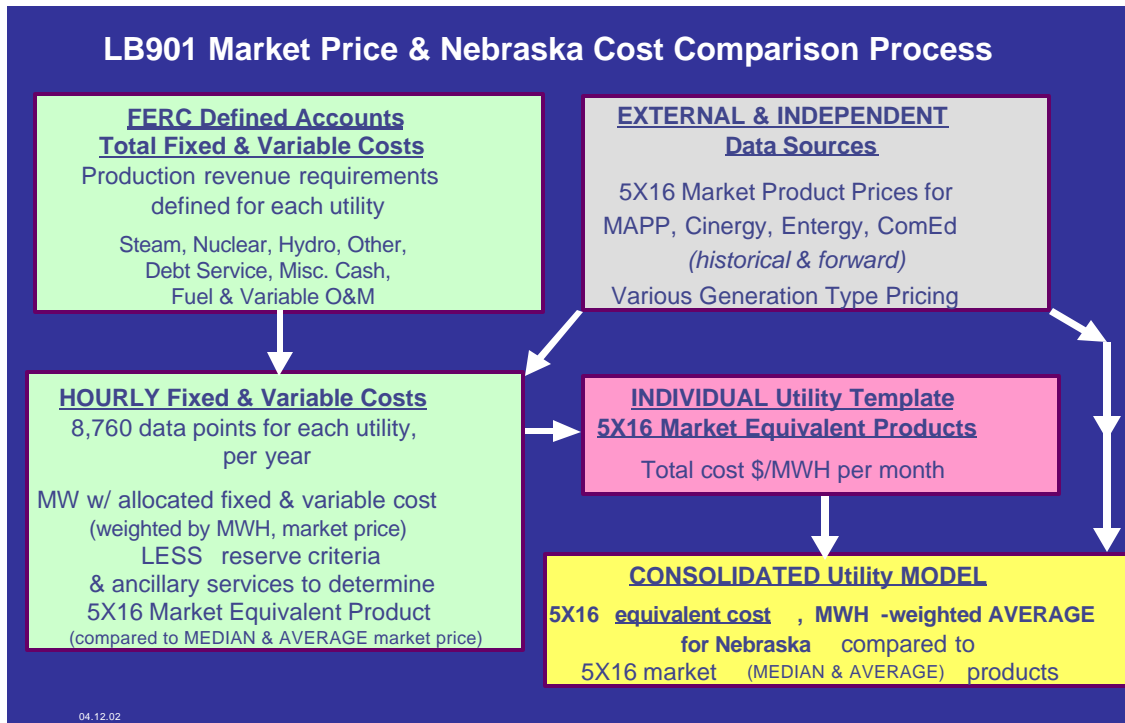 LB901 Market Price & Nebraska Cost Comparison Process
FERC Defined Accounts
Total Fixed & Variable Costs
Production revenue requirements
defined for each utility
Steam, Nuclear, Hydro, Other,
Debt Service, Misc. Cash,
Fuel & Variable O&M
EXTERNAL & INDEPENDENT
Data Sources
5X16 Market Product Prices for
MAPP, Cinergy, Entergy, ComEd
(historical & forward)
Various Generation Type Pricing
HOURLY Fixed & Variable Costs
8,760 data points for each utility,
per year
MW w/ allocated fixed & variable cost
(weighted by MWH, market price)
LESS reserve criteria
& ancillary services to determine
5X16 Market Equivalent Product
(compared to MEDIAN & AVERAGE market price)
INDIVIDUAL Utility Template
5X16 Market Equivalent Products
Total cost $/MWH per month
CONSOLIDATED Utility MODEL
5X16 equivalent cost , MWH -weighted AVERAGE
for Nebraska compared to
5X16 market (MEDIAN & AVERAGE) products
04.12.02